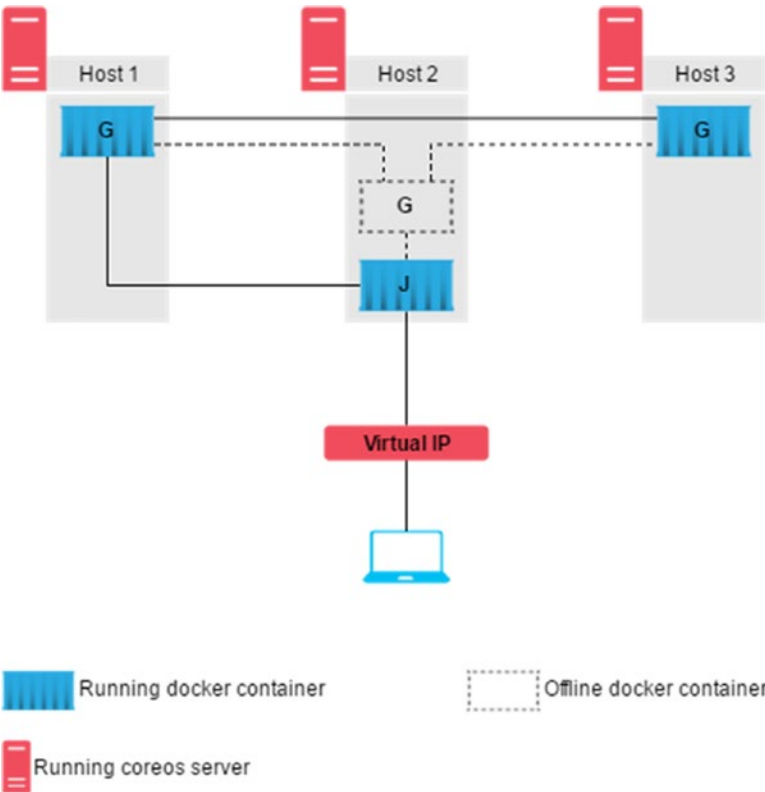 Host 1
Host 2
Host 3
G
G
G
J
Virtual IP
Running docker container
Offline docker container
Running coreos server